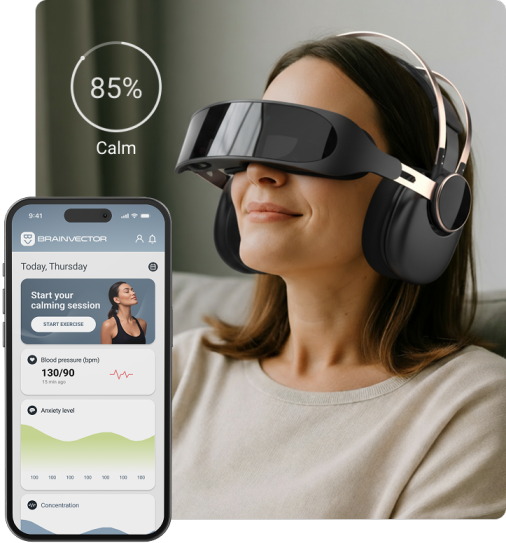 85%
Calm
9:41
BRAINVECTOR
Today, Thursday
Start your
calming session
START EXERCISE
Blood pressure (bpm)
130/90
15 min ago
Anxiety level
100 100 100 100 100 100 100
Concentration